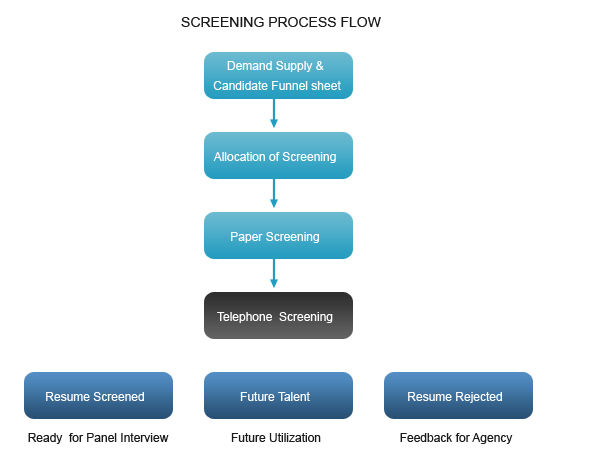 SCREENING PROCESS FLOW
Demand Supply &
Candidate Funnel sheet
Allocation of Screening
Paper Screening
Telephone Screening
Resume Screened
Future Talent
Resume Rejected
Ready for Panel Interview
Future Utilization
Feedback for Agency